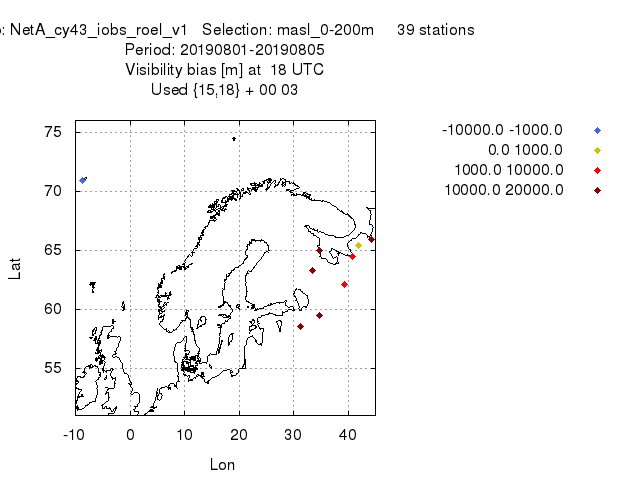 : NetA_cy43_iobs_roel_v1 Selection: masl_0-200m 39 stations
Period: 20190801-20190805
Visibility bias [m] at 18 UTC
Used {15,18} + 00 03
-10000.0 -1000.0
0.0 1000.0
1000.0 10000.0
10000.0 20000.0
75
70
65
60
55
Lat
-10 0 10 20 30 40
Lon